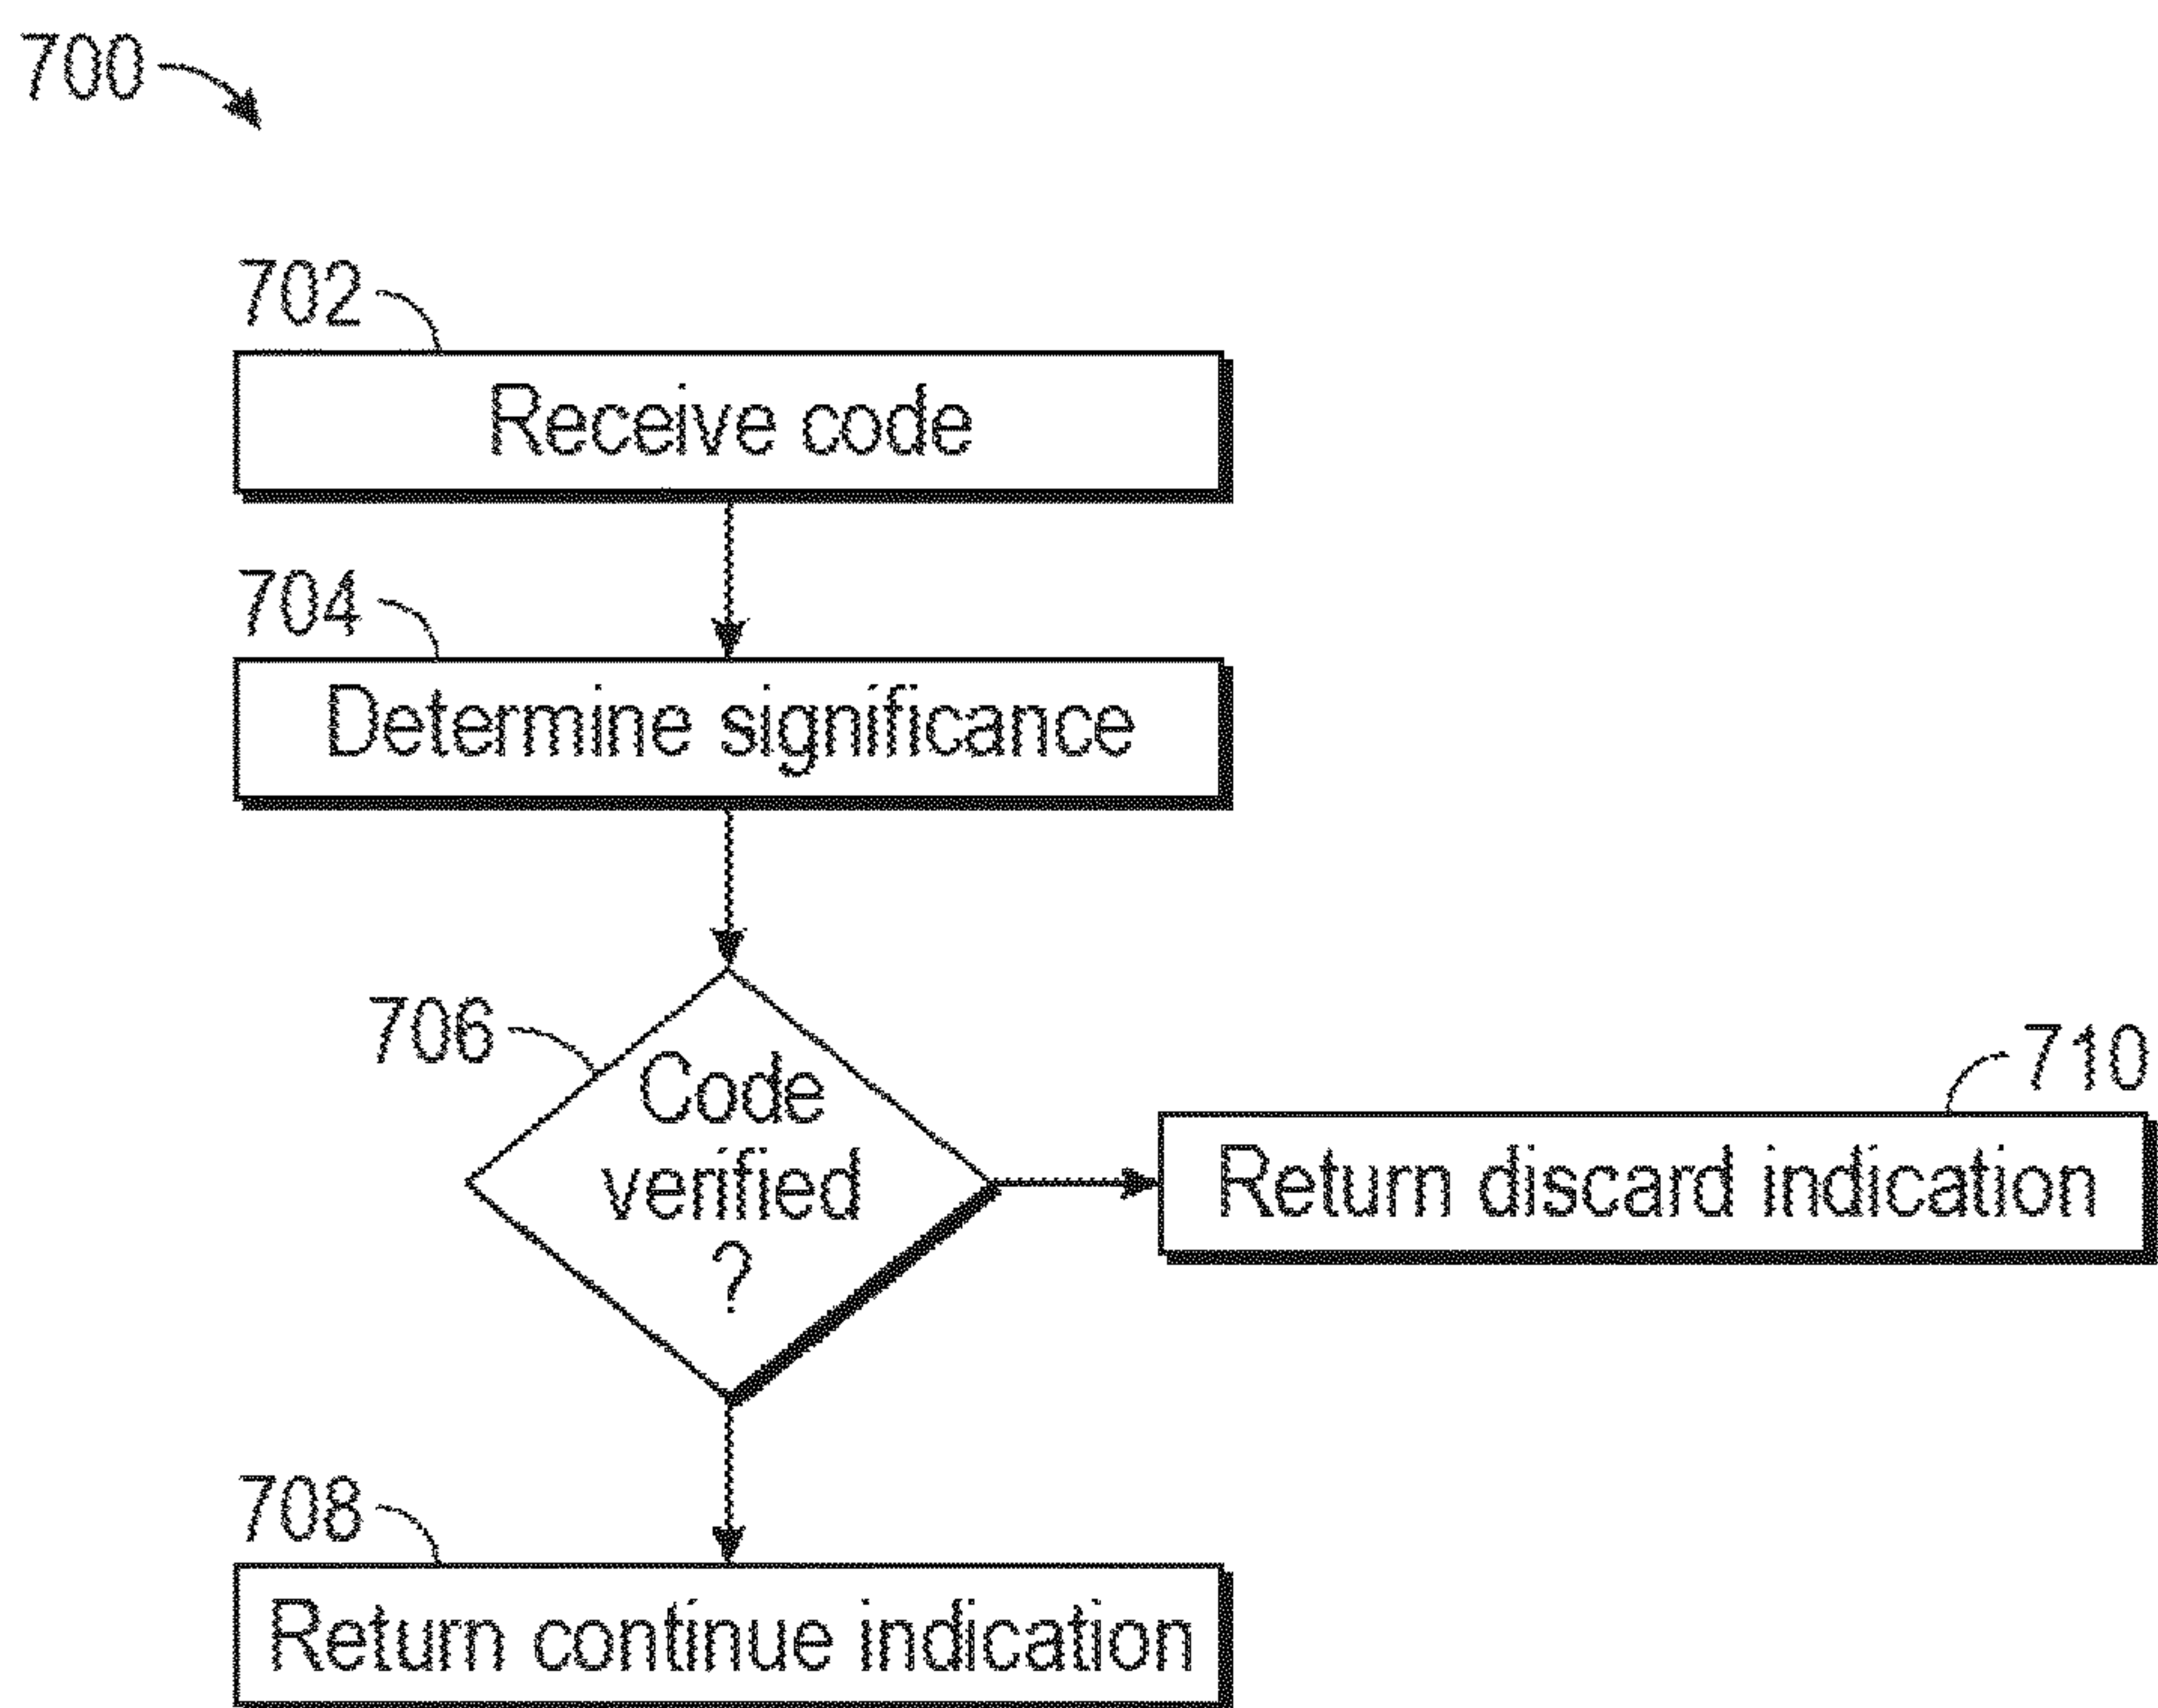 700
702
Receive code
704
Determine significance
706
Code
verified
?
710
Return discard indication
708
Return continue indication